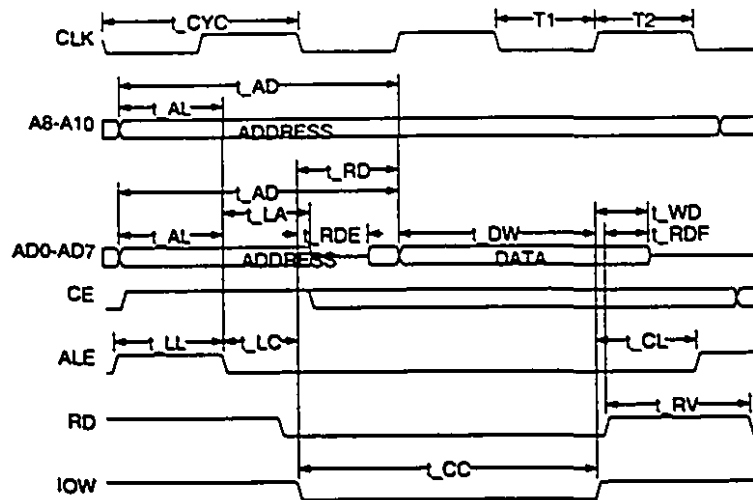 t_CYC
T1
T2
CLK
t_AD
t_AL
A8-A10
ADDRESS
t_RD
t_AD
t_LA
t_WD
t_AL
t_RDE
t_DW
t_RDF
AD0-AD7
ADDRESS
DATA
CE
t_LL
t_LC
t_CL
ALE
t_RV
RD
t_CC
IOW